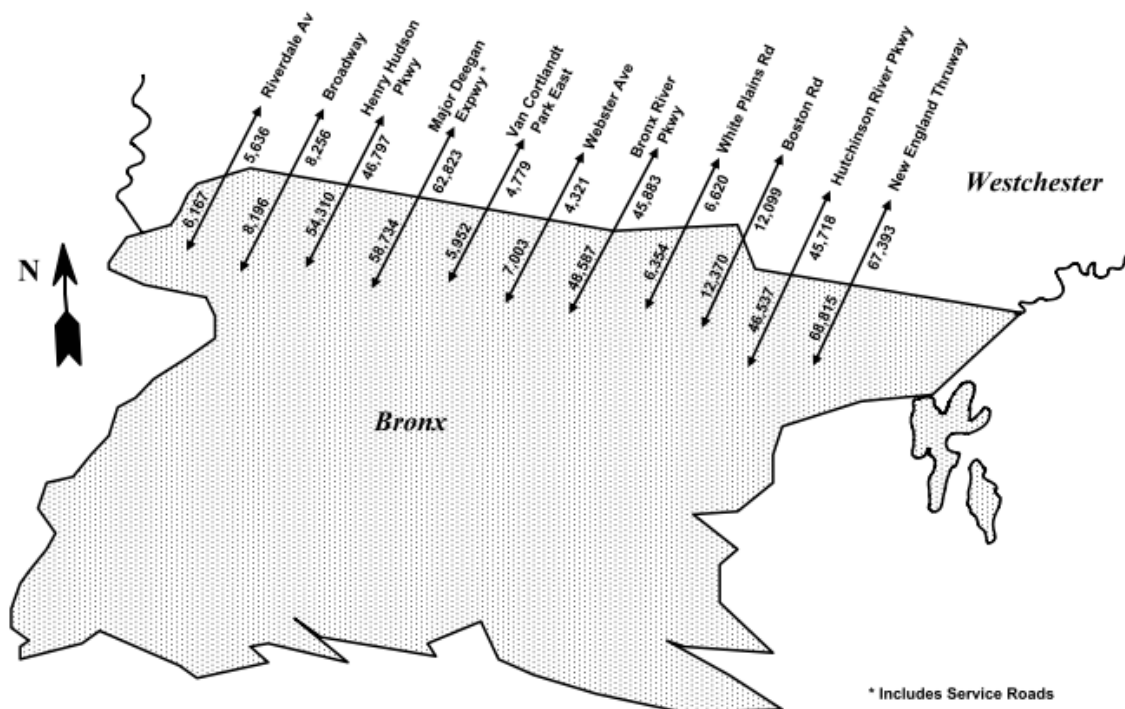 Riverdale Av
5,636
6,167
Broadway
8,256
8,196
Henry Hudson
Pkwy
46,797
54,310
Major Deegan
Expwy *
62,823
58,734
Van Cortlandt
Park East
4,779
5,952
Webster Ave
4,321
7,003
Bronx River
Pkwy
45,883
48,587
White Plains Rd
6,620
6,354
Boston Rd
12,099
12,370
Hutchinson River Pkwy
45,718
46,537
New England Thruway
67,393
68,815
Westchester
N
Bronx
* Includes Service Roads